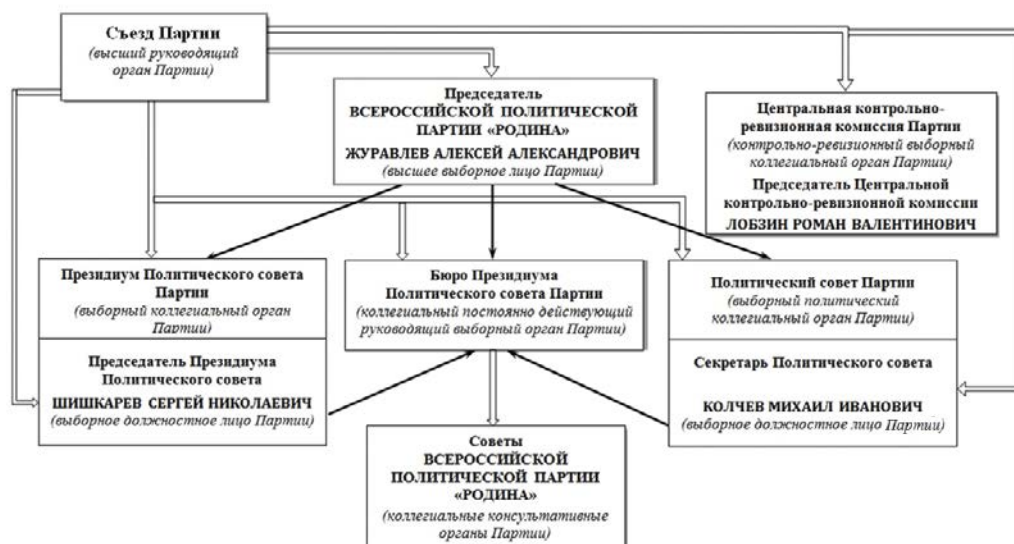 Съезд Партии
(высший руководящий
орган Партии)
Председатель
ВСЕРОССИЙСКОЙ ПОЛИТИЧЕСКОЙ
ПАРТИИ «РОДИНА»
ЖУРАВЛЕВ АЛЕКСЕЙ АЛЕКСАНДРОВИЧ
(высшее выборное лицо Партии)
Центральная контрольно-
ревизионная комиссия Партии
(контрольно-ревизионный выборный
коллегиальный орган Партии)
Председатель Центральной
контрольно-ревизионной комиссии
ЛОБЗИН РОМАН ВАЛЕНТИНОВИЧ
Президиум Политического совета
Партии
(выборный коллегиальный орган
Партии)
Председатель Президиума
Политического совета
ШИШКАРЕВ СЕРГЕЙ НИКОЛАЕВИЧ
(выборное должностное лицо Партии)
Бюро Президиума
Политического совета Партии
(коллегиальный постоянно действующий
руководящий выборный орган Партии)
Политический совет Партии
(выборный политический
коллегиальный орган Партии)
Секретарь Политического совета
КОЛЧЕВ МИХАИЛ ИВАНОВИЧ
(выборное должностное лицо Партии)
Советы
ВСЕРОССИЙСКОЙ
ПОЛИТИЧЕСКОЙ ПАРТИИ
«РОДИНА»
(коллегиальные консультативные
органы Партии)